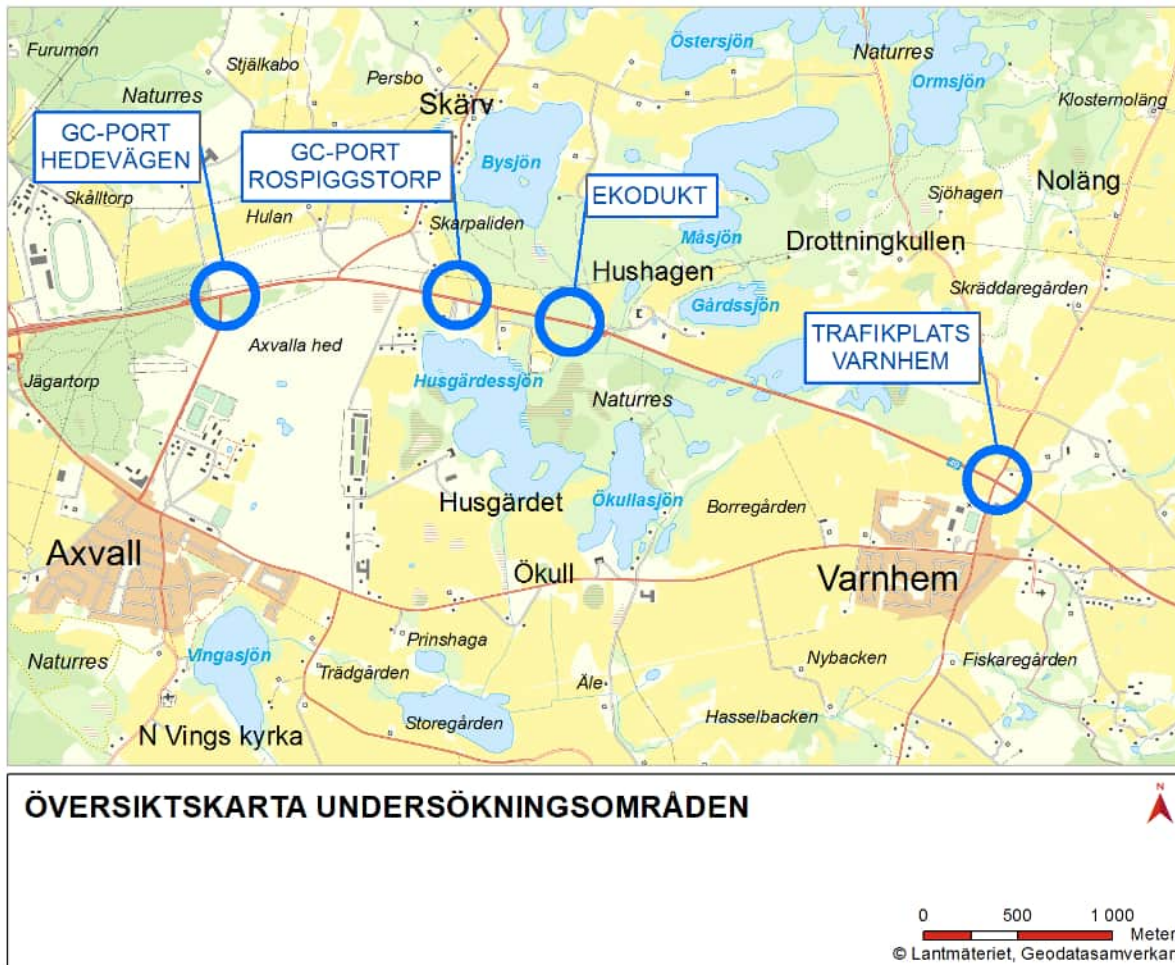 Furumon
Stjälkabo
Persbo
Östersjön
Naturres
Ormsjön
Naturres
Skärv
Klosternoläng
GC-PORT
HEDEVÄGEN
GC-PORT
ROSPIGGSTORP
Bysjön
EKODUKT
Skålltorp
Hulan
Skarpaliden
Måsjön
Sjöhagen
Noläng
Drottningkullen
Hushagen
Gårdssjön
Skräddaregården
TRAFIKPLATS
VARNHEM
Axvalla hed
Jägartorp
Husgärdessjön
Naturres
Husgärdet
Ökullasjön
Borregården
Axvall
Ökull
Varnhem
Naturres
Vingasjön
Prinshaga
Trädgården
Nybacken
Fiskaregården
Äle
Storegården
Hasselbacken
N Vings kyrka
ÖVERSIKTSKARTA UNDERSÖKNINGSOMRÅDEN
N
0 500 1 000
Meter
© Lantmäteriet, Geodatasamverkan